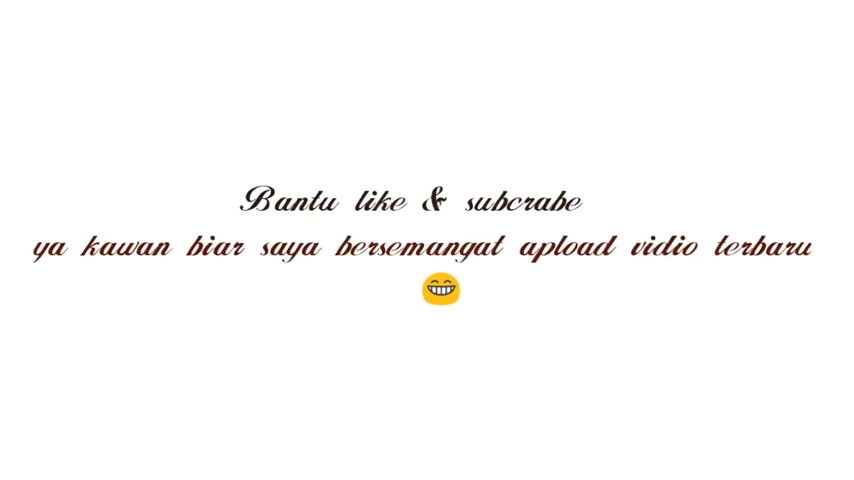 Bantu like & subcrabe
ya kawan biar saya bersemangat apload vidio terbaru
😁